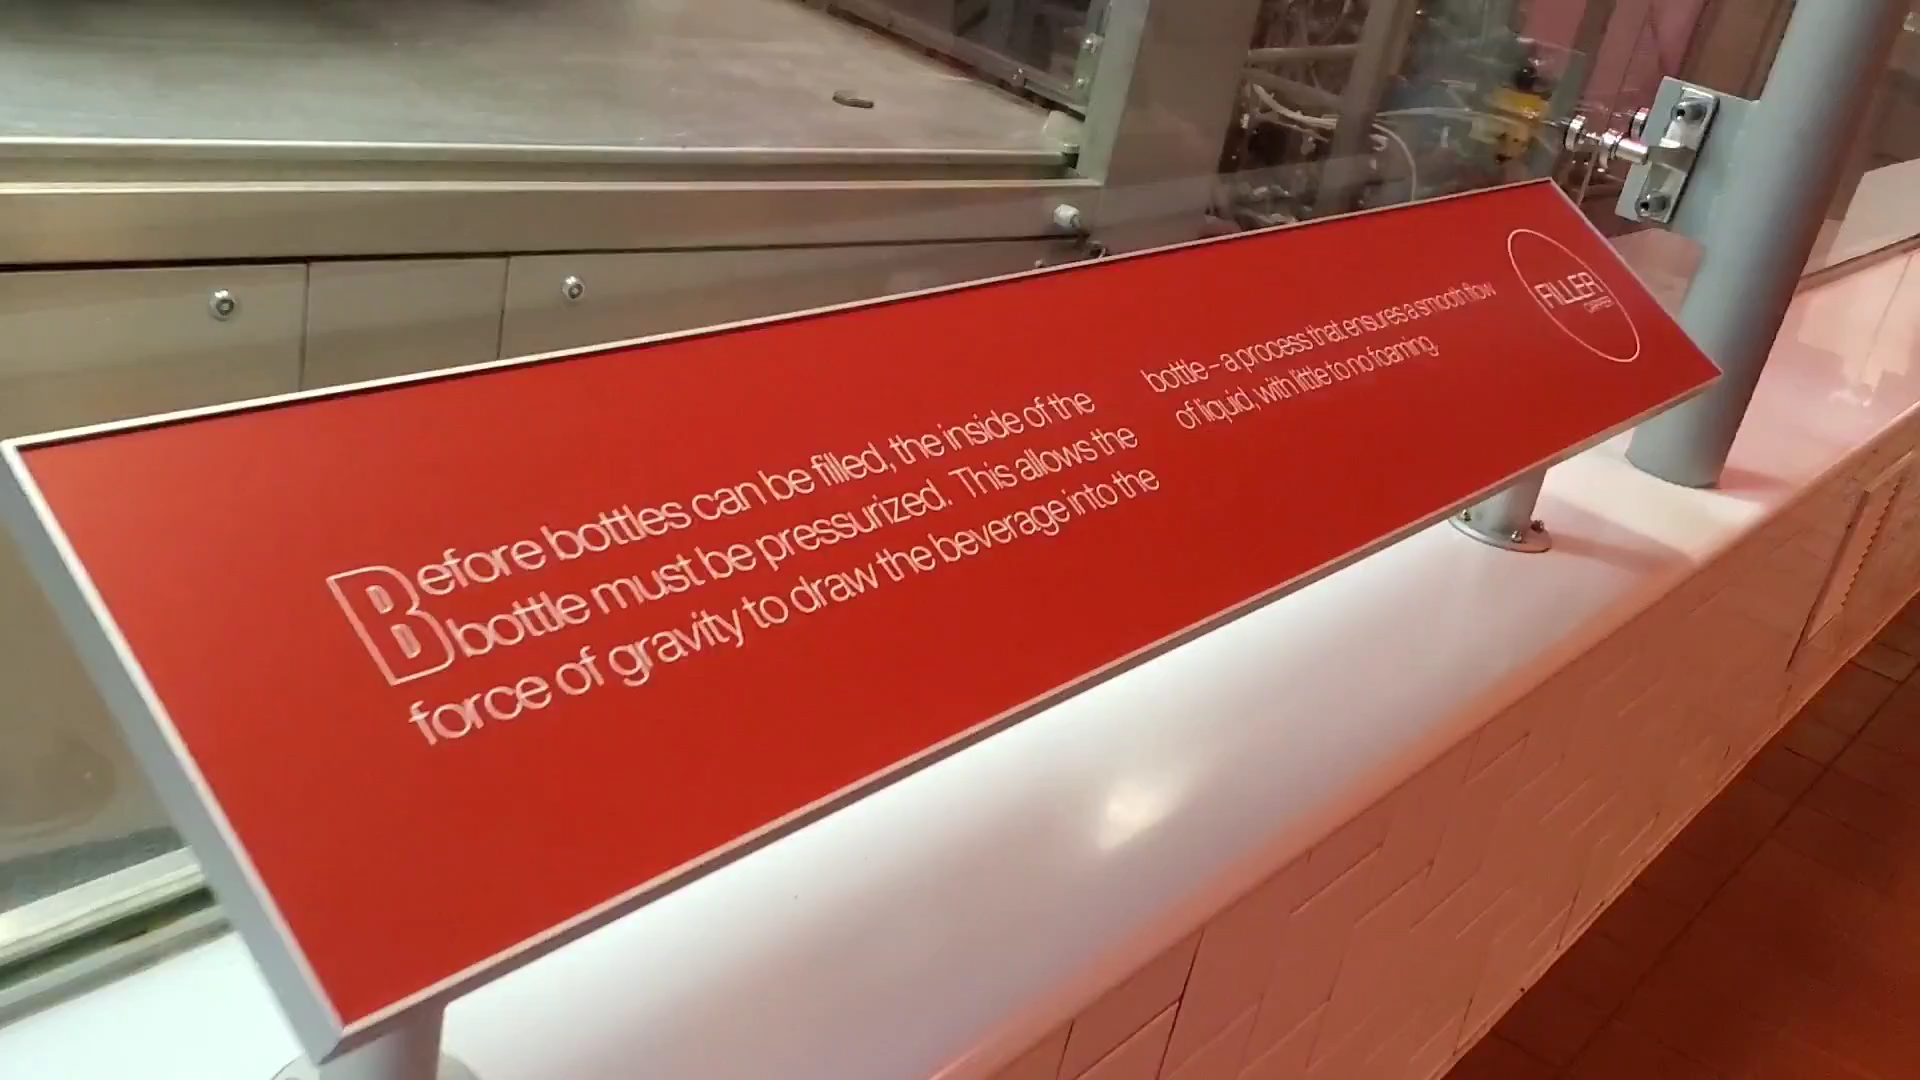 Before bottles can be filled, the inside of the
bottle must be pressurized. This allows the
force of gravity to draw the beverage into the
bottle – a process that ensures a smooth flow
of liquid, with little to no foaming.
FILLER
CAPPER